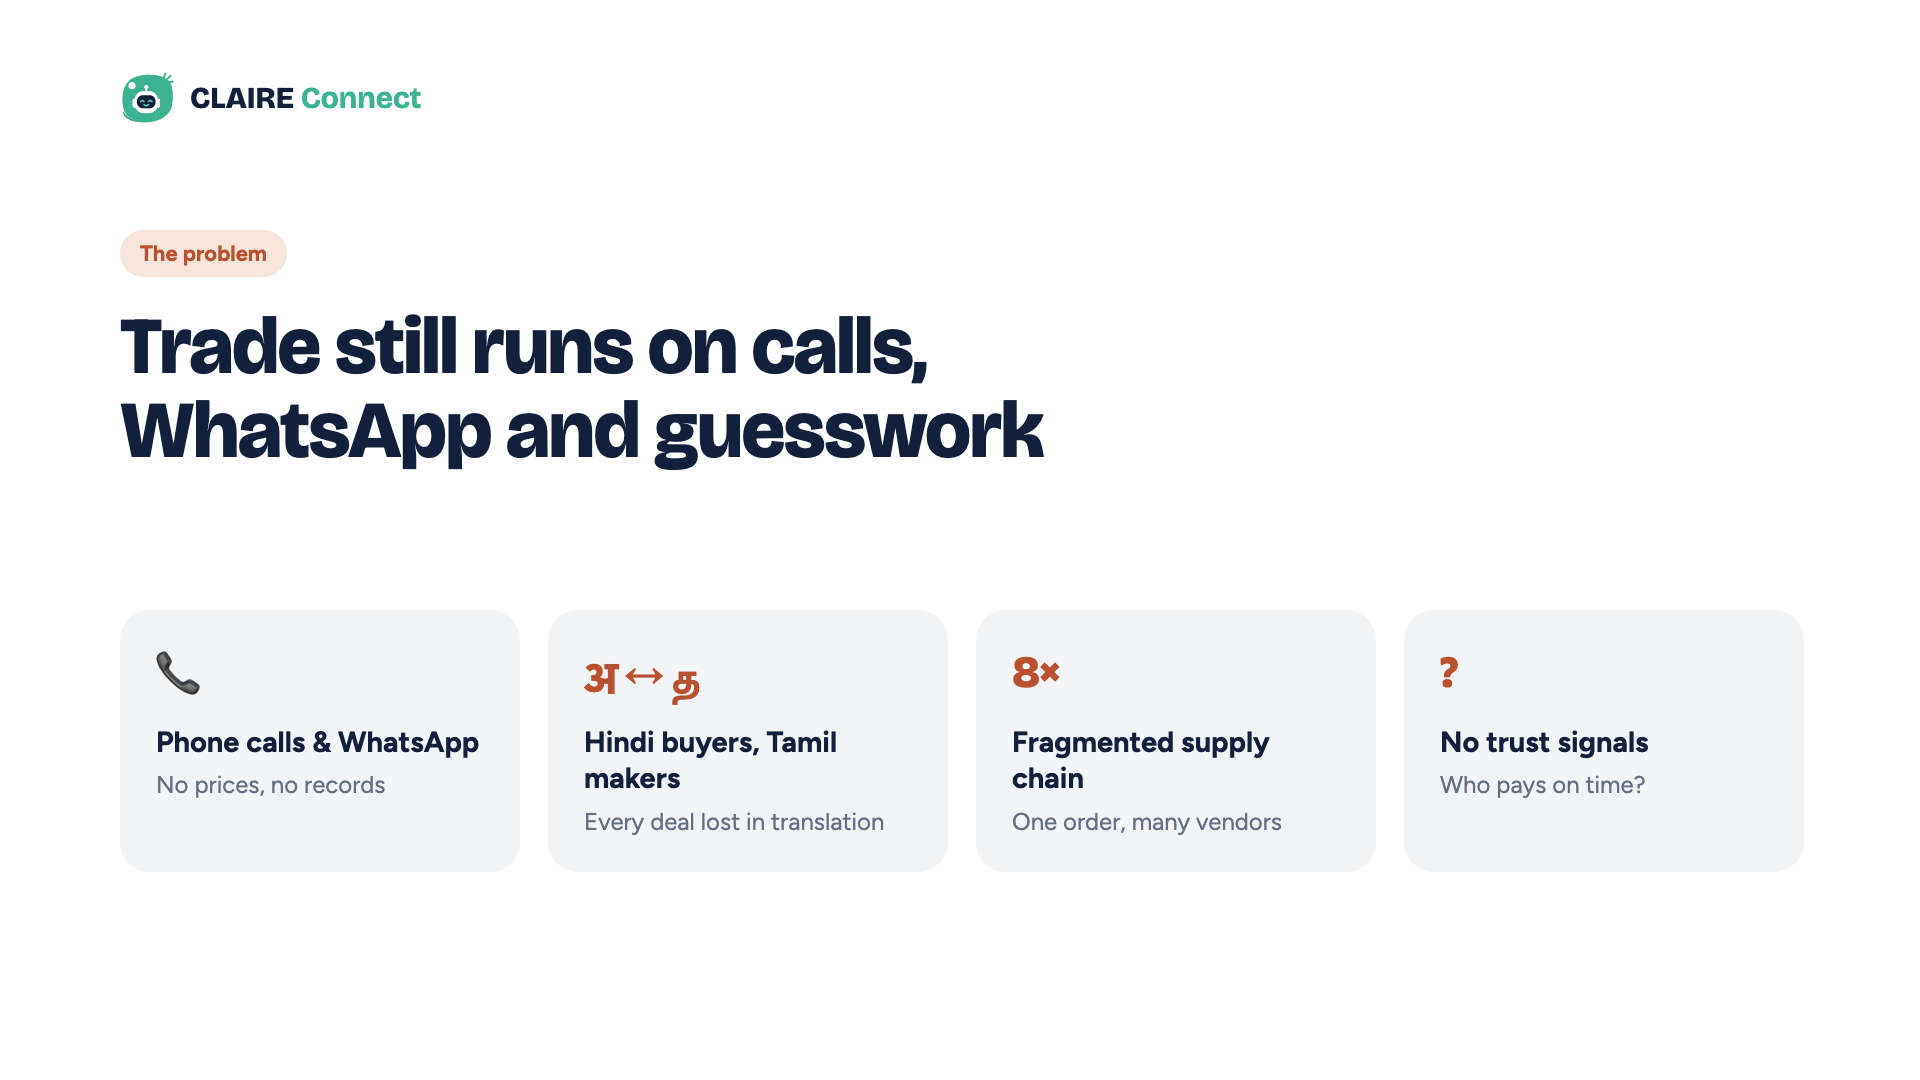 CLAIRE Connect
The problem
Trade still runs on calls,
WhatsApp and guesswork
Phone calls & WhatsApp
No prices, no records
अ ↔ த
Hindi buyers, Tamil
makers
Every deal lost in translation
8×
Fragmented supply
chain
One order, many vendors
?
No trust signals
Who pays on time?